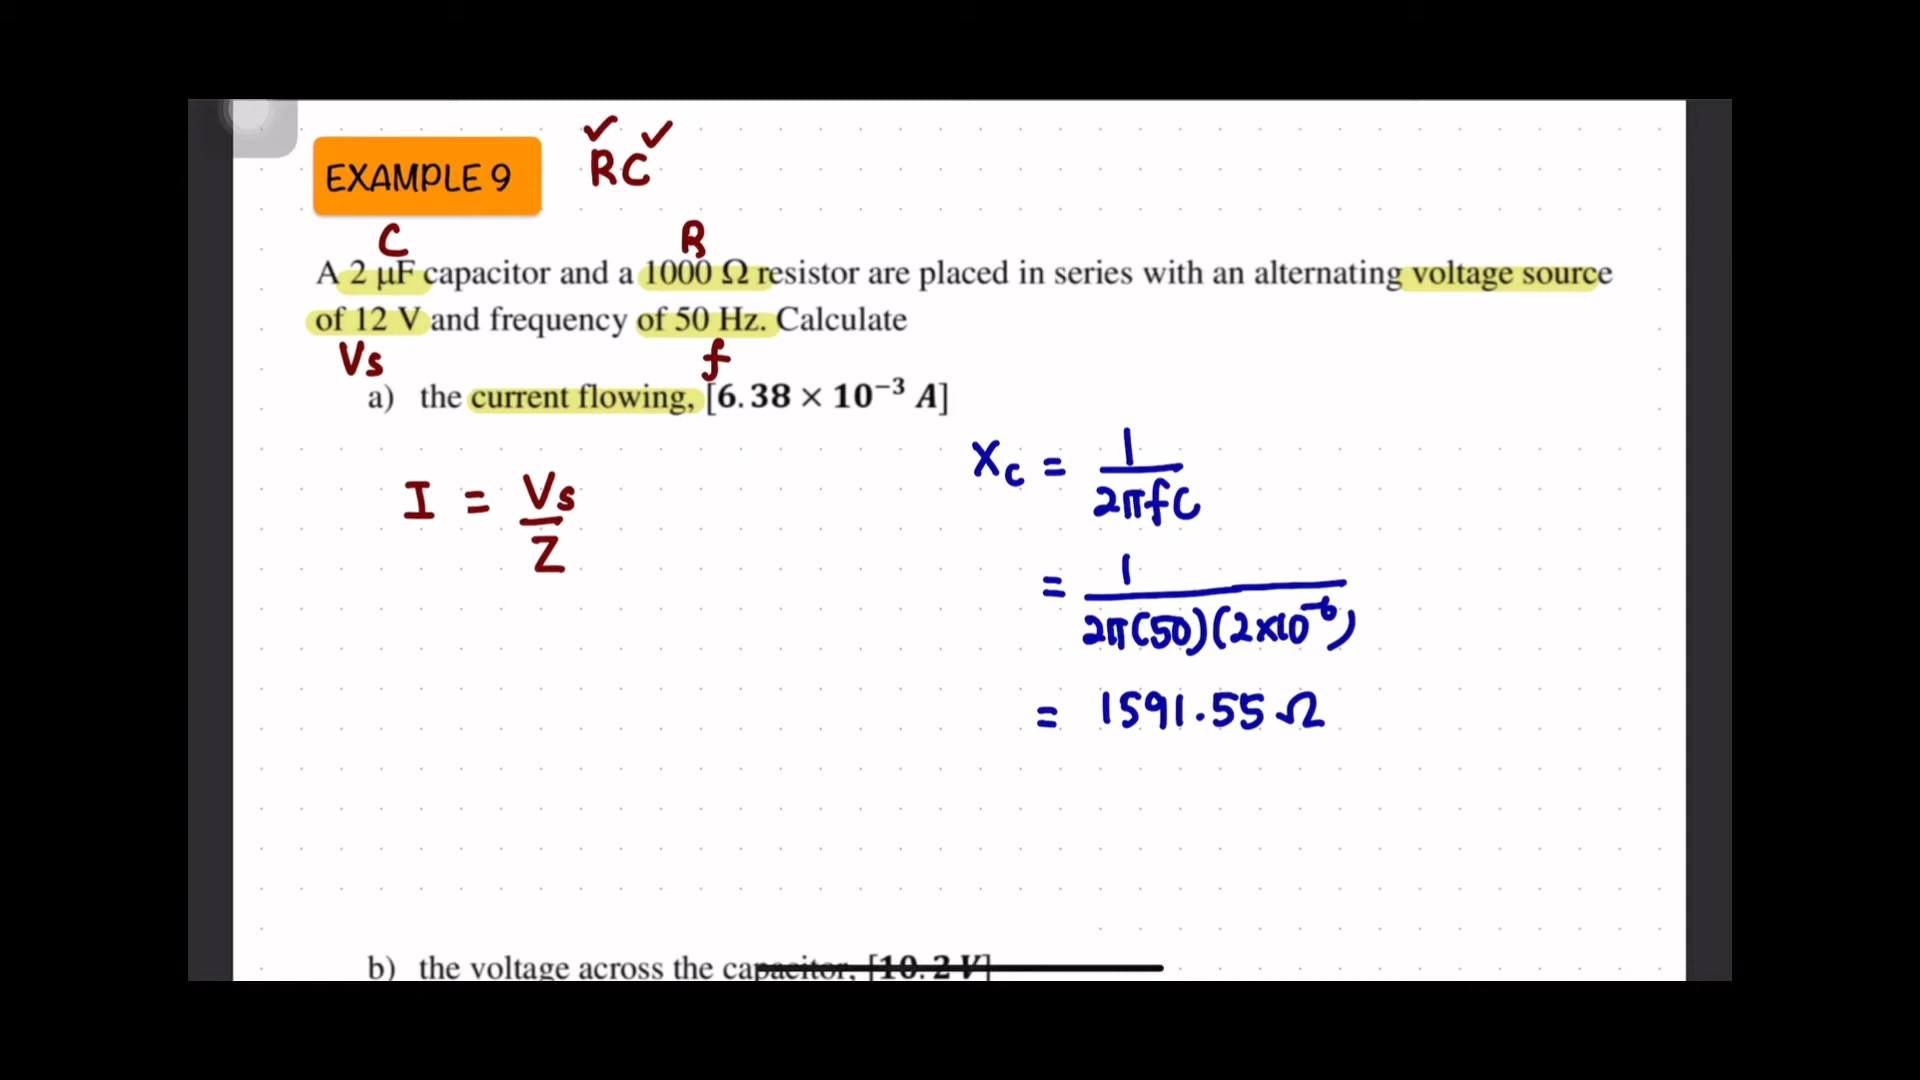 EXAMPLE 9
✓ ✓
RC
C R
A 2 μF capacitor and a 1000 Ω resistor are placed in series with an alternating voltage source
of 12 V and frequency of 50 Hz. Calculate
Vs f
a) the current flowing, [6.38 × 10⁻³ A]
I = Vs/Z
Xc = 1/2πfC
= 1/2π(50)(2×10⁻⁶)
= 1591.55 Ω
b) the voltage across the capacitor, [10.2 V]